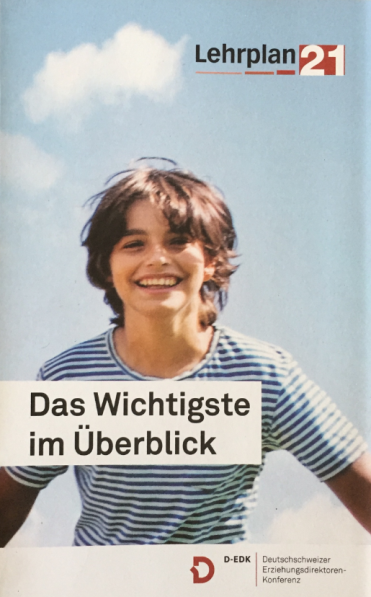 Lehrplan21
Das Wichtigste
im Überblick
D-EDK
Deutschschweizer
Erziehungsdirektoren-
Konferenz